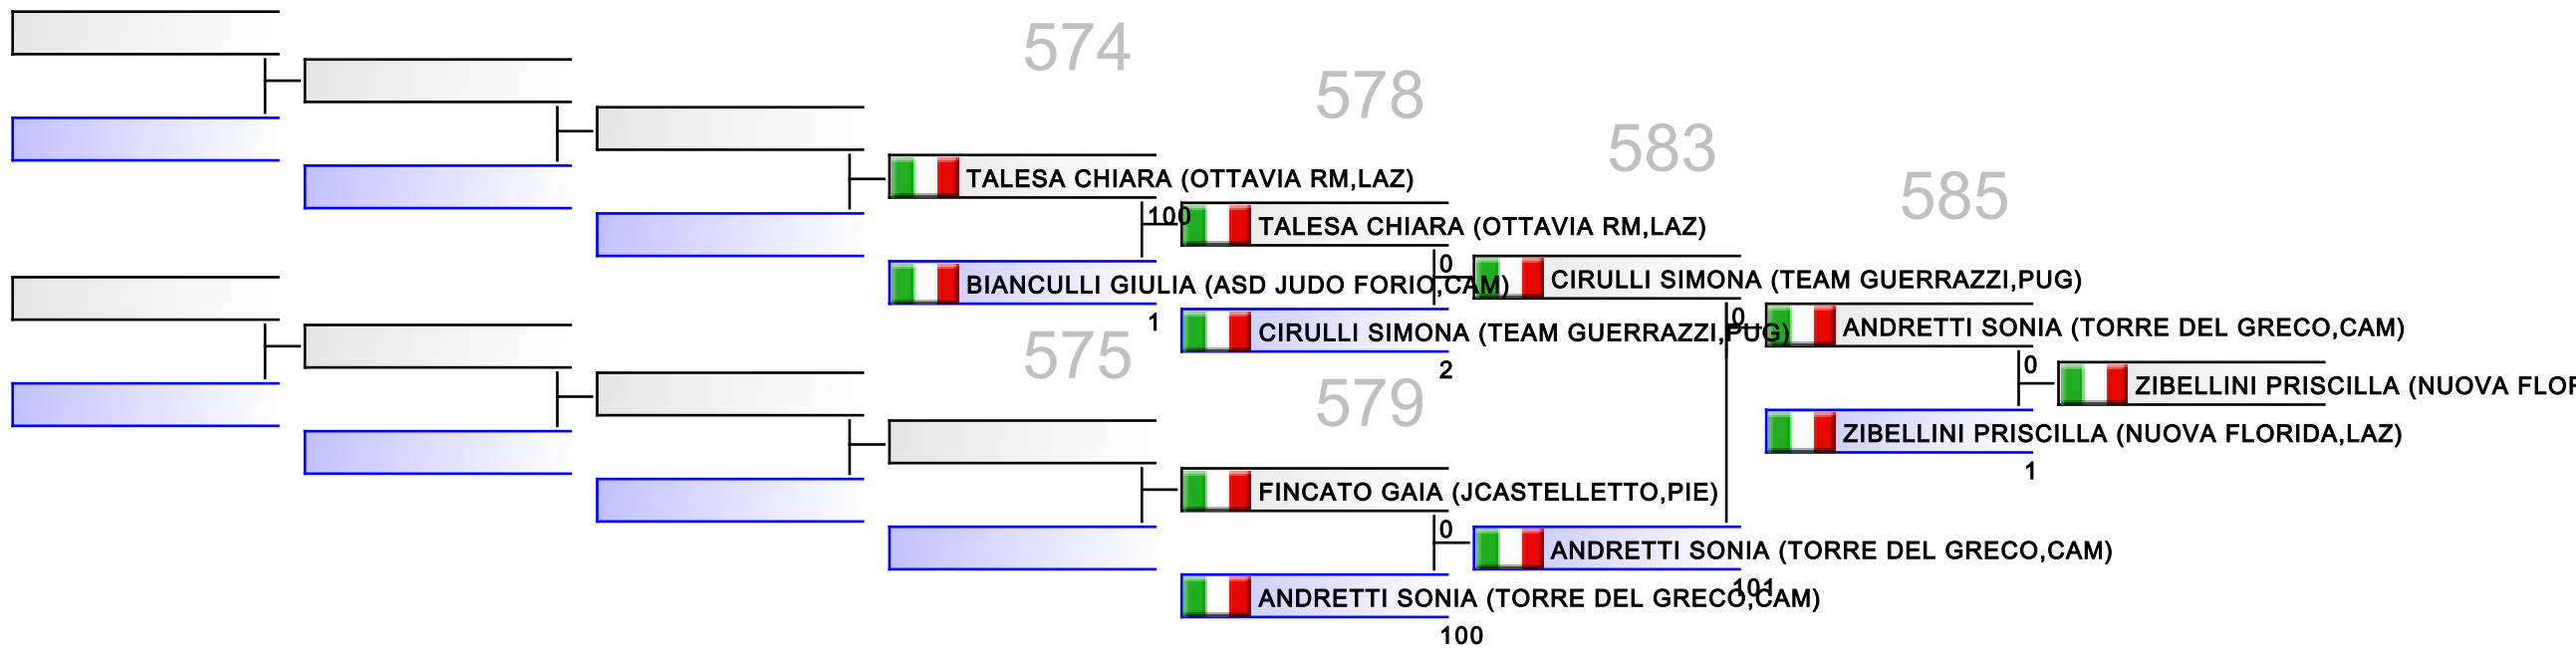 574
578
583
585
TALESA CHIARA (OTTAVIA RM,LAZ)
100
TALESA CHIARA (OTTAVIA RM,LAZ)
0
BIANCULLI GIULIA (ASD JUDO FORIO,CAM)
1
CIRULLI SIMONA (TEAM GUERRAZZI,PUG)
0
CIRULLI SIMONA (TEAM GUERRAZZI,PUG)
2
ANDRETTI SONIA (TORRE DEL GRECO,CAM)
0
ZIBELLINI PRISCILLA (NUOVA FLOR
ZIBELLINI PRISCILLA (NUOVA FLORIDA,LAZ)
1
575
579
FINCATO GAIA (JCASTELLETTO,PIE)
0
ANDRETTI SONIA (TORRE DEL GRECO,CAM)
101
ANDRETTI SONIA (TORRE DEL GRECO,CAM)
100